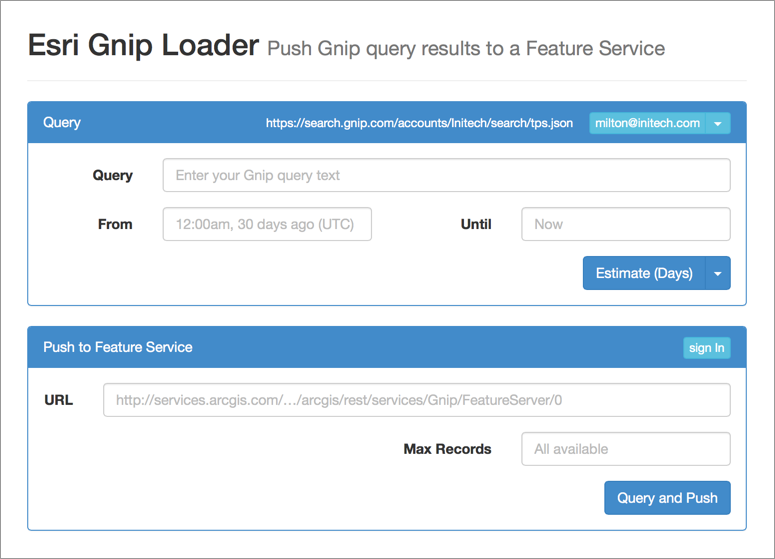 Esri Gnip Loader Push Gnip query results to a Feature Service
Query https://search.gnip.com/accounts/Initech/search/tps.json milton@initech.com
Query Enter your Gnip query text
From 12:00am, 30 days ago (UTC) Until Now
Estimate (Days)
Push to Feature Service sign In
URL http://services.arcgis.com/…/arcgis/rest/services/Gnip/FeatureServer/0
Max Records All available
Query and Push